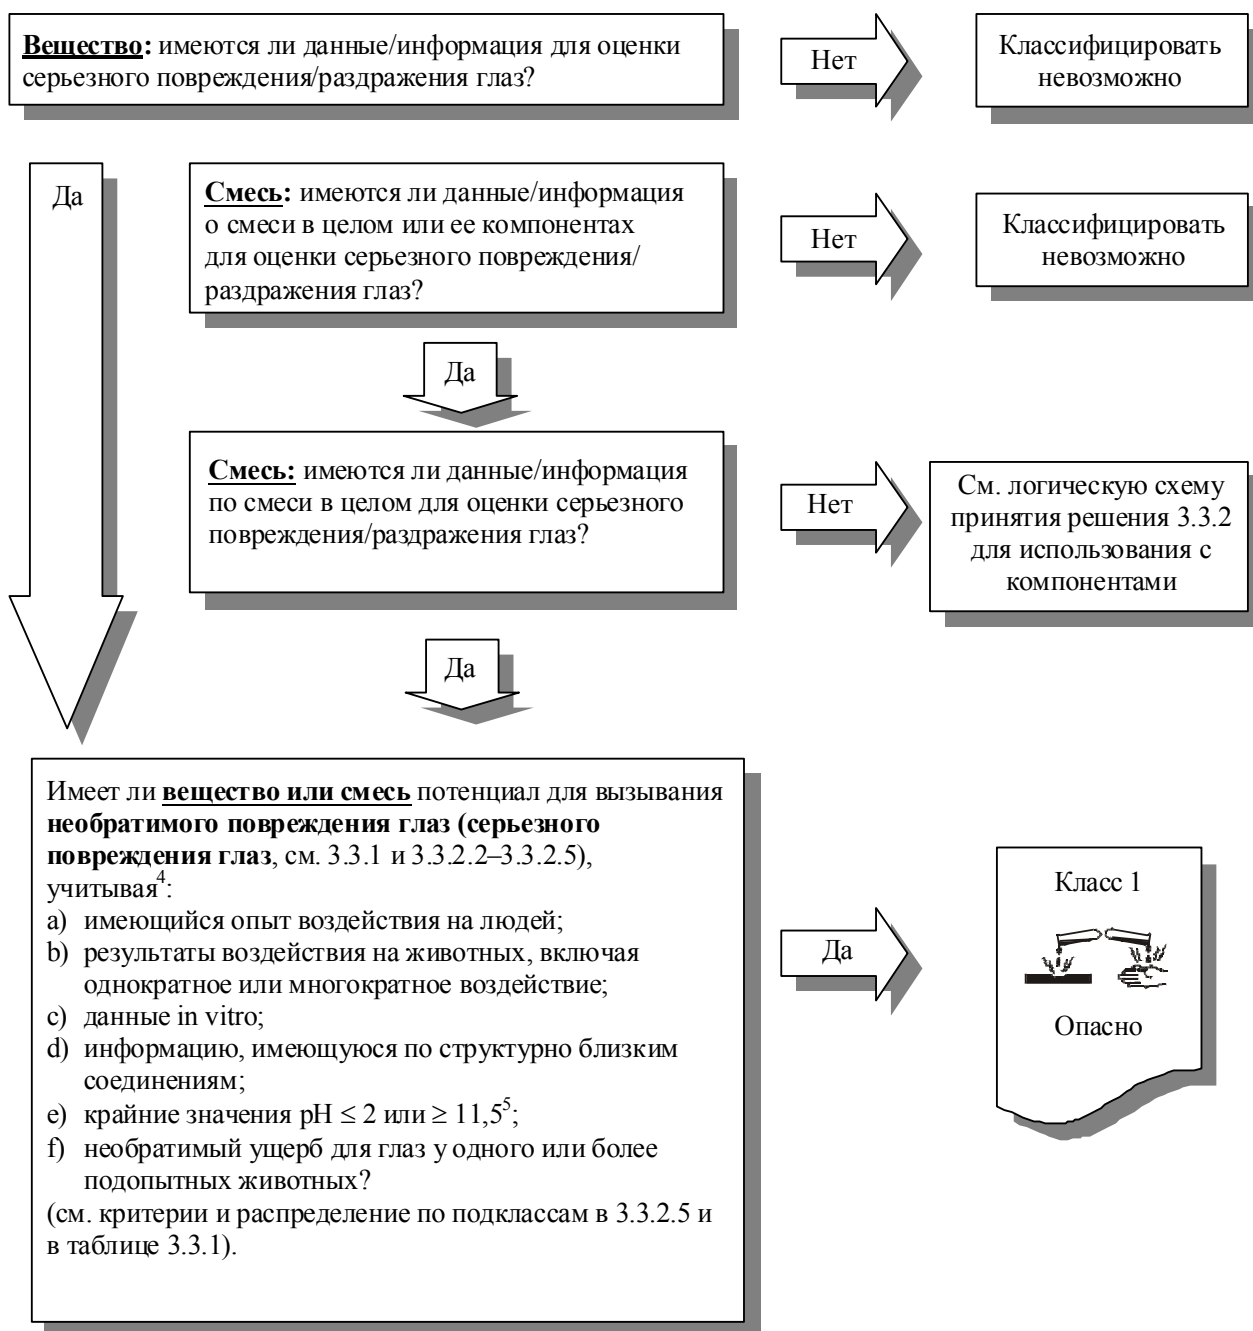 Вещество: имеются ли данные/информация для оценки
серьезного повреждения/раздражения глаз?
Нет
Классифицировать
невозможно
Да
Смесь: имеются ли данные/информация
о смеси в целом или ее компонентах
для оценки серьезного повреждения/
раздражения глаз?
Нет
Классифицировать
невозможно
Да
Смесь: имеются ли данные/информация
по смеси в целом для оценки серьезного
повреждения/раздражения глаз?
Нет
См. логическую схему
принятия решения 3.3.2
для использования с
компонентами
Да
Имеет ли вещество или смесь потенциал для вызывания
необратимого повреждения глаз (серьезного
повреждения глаз, см. 3.3.1 и 3.3.2.2–3.3.2.5),
учитывая⁴:
a) имеющийся опыт воздействия на людей;
b) результаты воздействия на животных, включая
однократное или многократное воздействие;
c) данные in vitro;
d) информацию, имеющуюся по структурно близким
соединениям;
e) крайние значения pH ≤ 2 или ≥ 11,5⁵;
f) необратимый ущерб для глаз у одного или более
подопытных животных?
(см. критерии и распределение по подклассам в 3.3.2.5 и
в таблице 3.3.1).
Да
Класс 1
Опасно